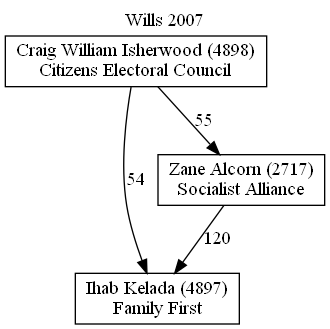 Wills 2007
Craig William Isherwood (4898)
Citizens Electoral Council
55
Zane Alcorn (2717)
Socialist Alliance
54
120
Ihab Kelada (4897)
Family First